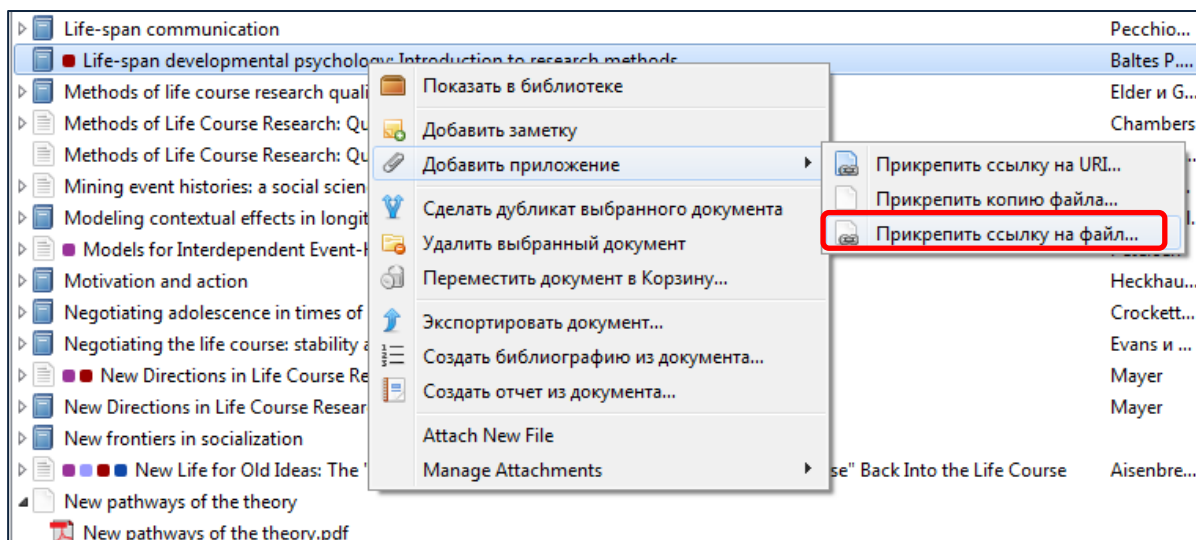 Life-span communication Pecchio...
Life-span developmental psychology: Introduction to research methods Baltes P....
Methods of life course research quali Elder и G...
Methods of Life Course Research: Qu Chambers
Methods of Life Course Research: Qu
Mining event histories: a social scien
Modeling contextual effects in longit
Models for Interdependent Event-H
Motivation and action Heckhau...
Negotiating adolescence in times of Crockett...
Negotiating the life course: stability a Evans и ...
New Directions in Life Course Re Mayer
New Directions in Life Course Resear Mayer
New frontiers in socialization
New Life for Old Ideas: The " se" Back Into the Life Course Aisenbre...
New pathways of the theory
New pathways of the theory.pdf
Показать в библиотеке
Добавить заметку
Добавить приложение
Сделать дубликат выбранного документа
Удалить выбранный документ
Переместить документ в Корзину...
Экспортировать документ...
Создать библиографию из документа...
Создать отчет из документа...
Attach New File
Manage Attachments
Прикрепить ссылку на URI...
Прикрепить копию файла...
Прикрепить ссылку на файл...